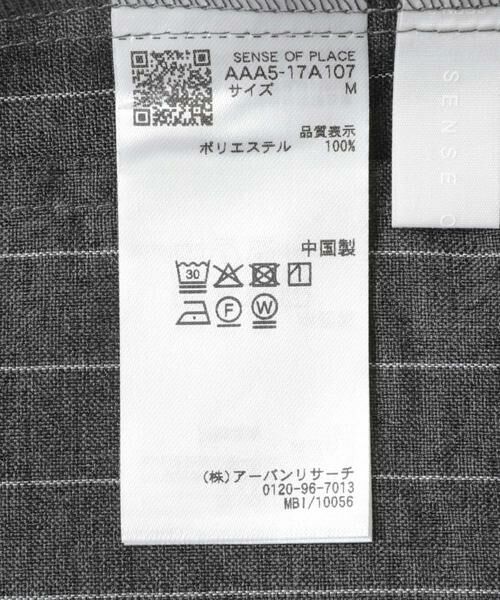 SENSE OF PLACE
AAA5-17A107
サイズ M
品質表示
ポリエステル 100%
中国製
30
F
W
(株)アーバンリサーチ
0120-96-7013
MBI/10056
SENSE O